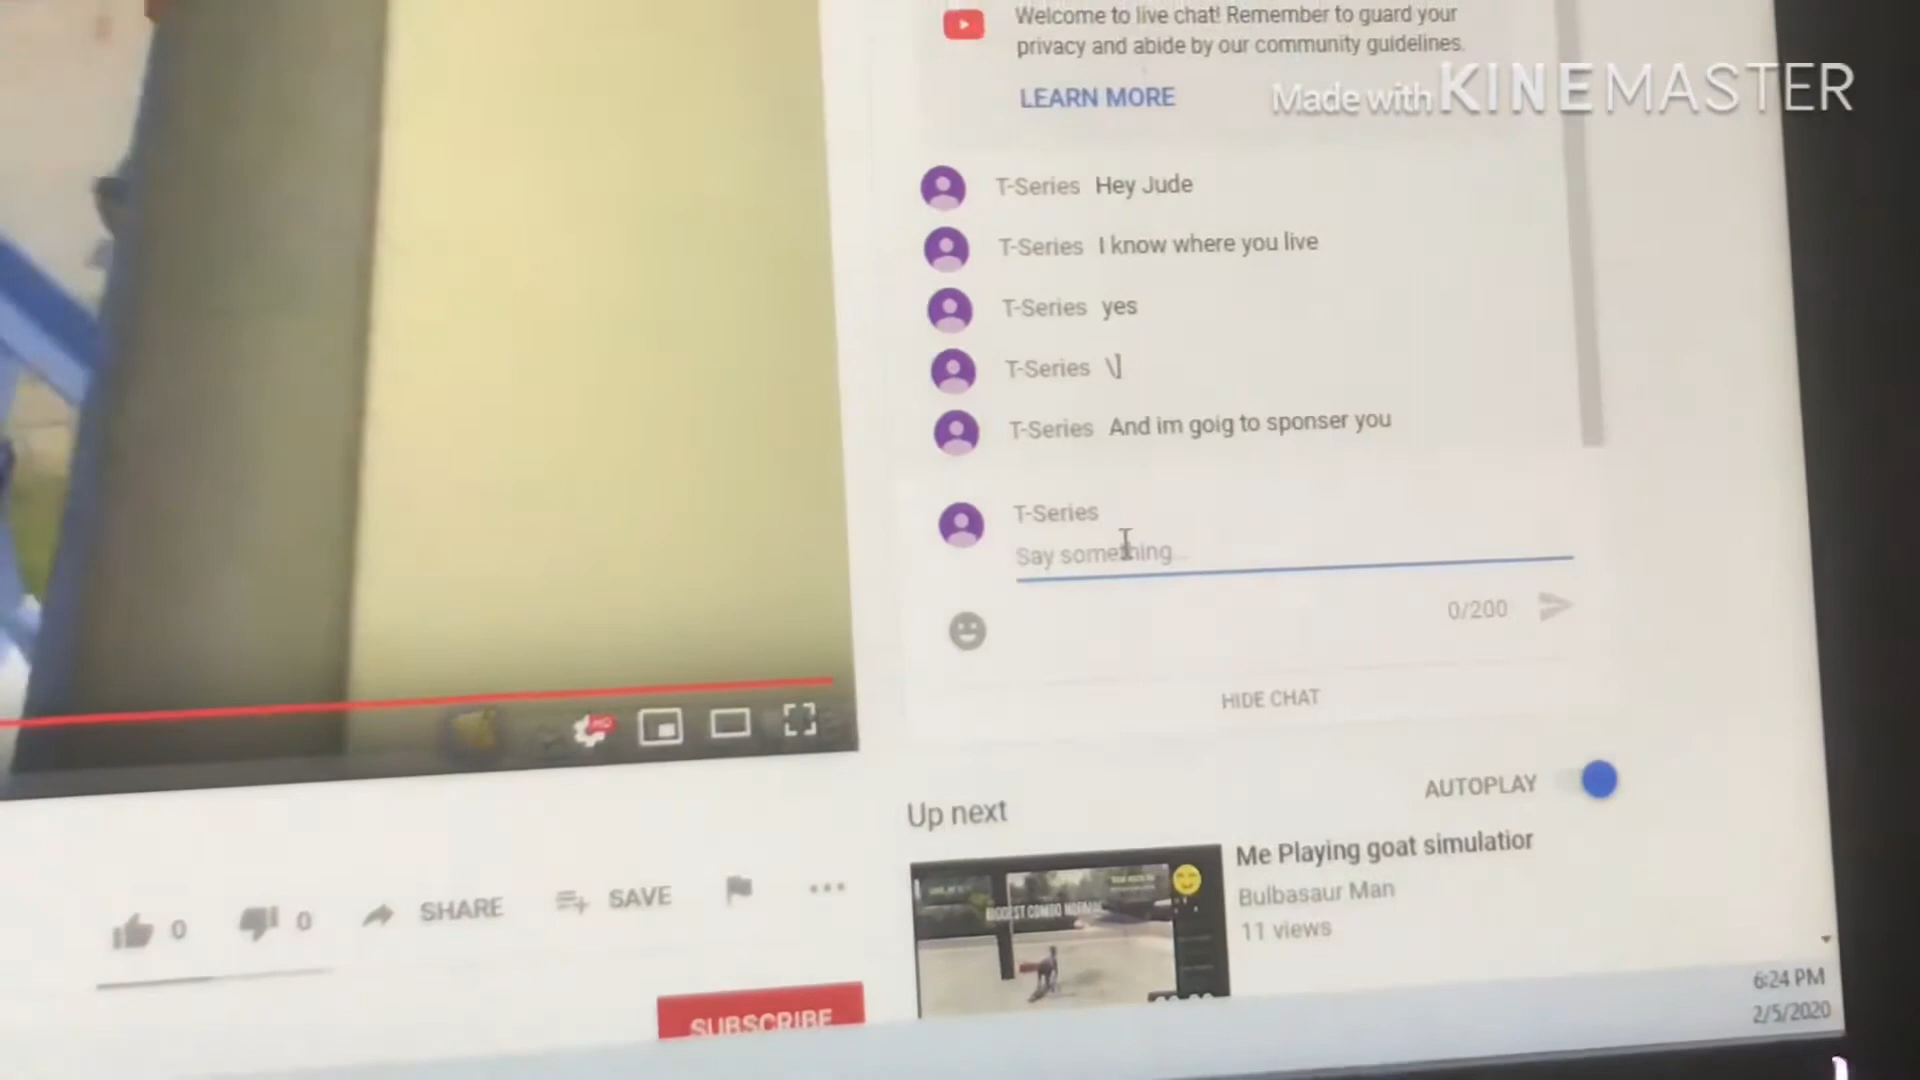 Welcome to live chat! Remember to guard your
privacy and abide by our community guidelines.
LEARN MORE
Made with KINEMASTER
T-Series Hey Jude
T-Series I know where you live
T-Series yes
T-Series \]
T-Series And im goig to sponser you
T-Series
Say something...
0/200
HIDE CHAT
HD
AUTOPLAY
Up next
Me Playing goat simulatior
Bulbasaur Man
11 views
BIGGEST COMBO
0
0
SHARE
SAVE
SUBSCRIBE
6:24 PM
2/5/2020